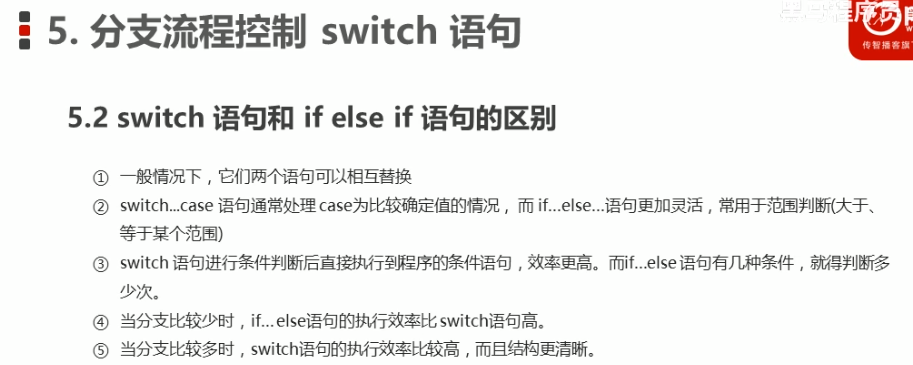 5. 分支流程控制 switch 语句
程序员
传智播客旗下
5.2 switch 语句和 if else if 语句的区别
① 一般情况下，它们两个语句可以相互替换
② switch...case 语句通常处理 case为比较确定值的情况， 而 if...else...语句更加灵活，常用于范围判断(大于、
等于某个范围)
③ switch 语句进行条件判断后直接执行到程序的条件语句，效率更高。而if...else 语句有几种条件，就得判断多
少次。
④ 当分支比较少时，if... else语句的执行效率比 switch语句高。
⑤ 当分支比较多时，switch语句的执行效率比较高，而且结构更清晰。